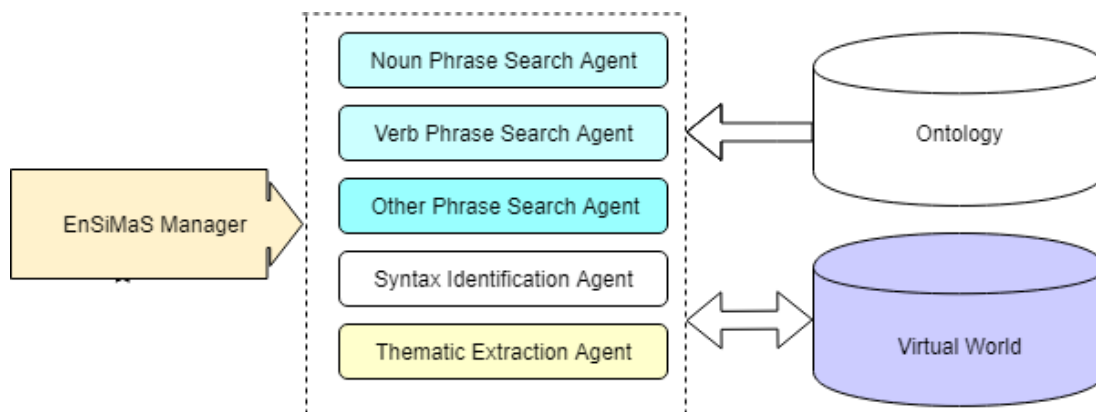 Noun Phrase Search Agent
Verb Phrase Search Agent
Other Phrase Search Agent
Syntax Identification Agent
Thematic Extraction Agent
EnSiMaS Manager
Ontology
Virtual World